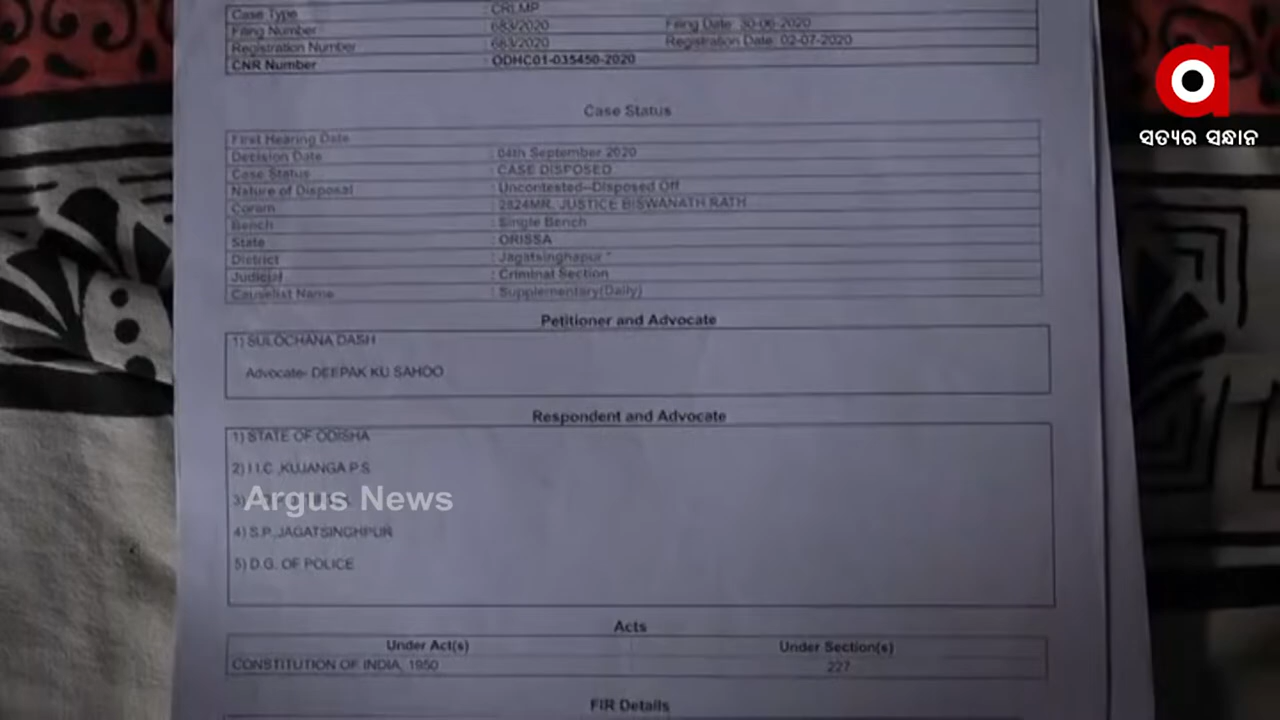 Case Type : CRLMP
Filing Number : 683/2020 Filing Date: 30-06-2020
Registration Number : 683/2020 Registration Date: 02-07-2020
CNR Number : ODHC01-035450-2020
ସତ୍ୟର ସନ୍ଧାନ
Case Status
First Hearing Date
Decision Date : 04th September 2020
Case Status : CASE DISPOSED
Nature of Disposal : Uncontested--Disposed Off
Coram : 2824MR. JUSTICE BISWANATH RATH
Bench : Single Bench
State : ORISSA
District : Jagatsinghapur *
Judicial : Criminal Section
Causelist Name : Supplementary(Daily)
Petitioner and Advocate
1) SULOCHANA DASH
Advocate- DEEPAK KU SAHOO
Respondent and Advocate
1) STATE OF ODISHA
2) I.I.C.,KUJANGA P.S
3)
Argus News
4) S.P.,JAGATSINGHPUR
5) D.G. OF POLICE
Acts
Under Act(s) Under Section(s)
CONSTITUTION OF INDIA, 1950 227
FIR Details